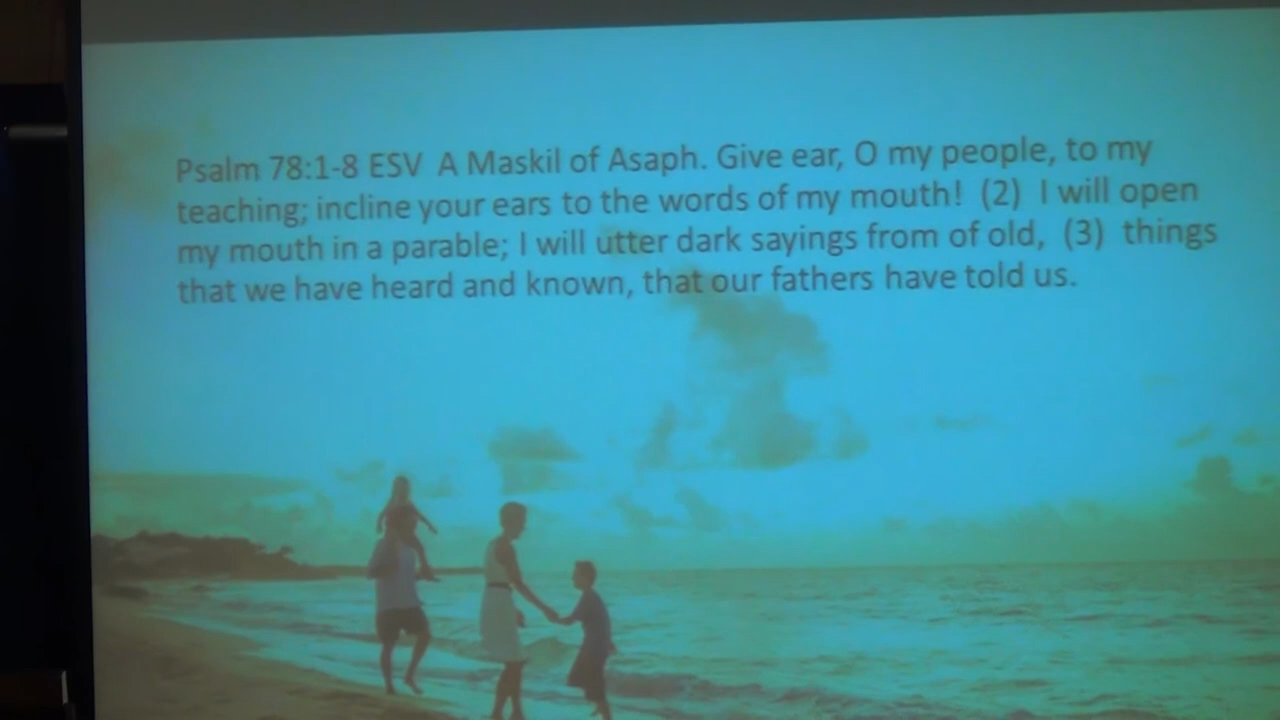 Psalm 78:1-8 ESV  A Maskil of Asaph. Give ear, O my people, to my
teaching; incline your ears to the words of my mouth!  (2)  I will open
my mouth in a parable; I will utter dark sayings from of old,  (3)  things
that we have heard and known, that our fathers have told us.